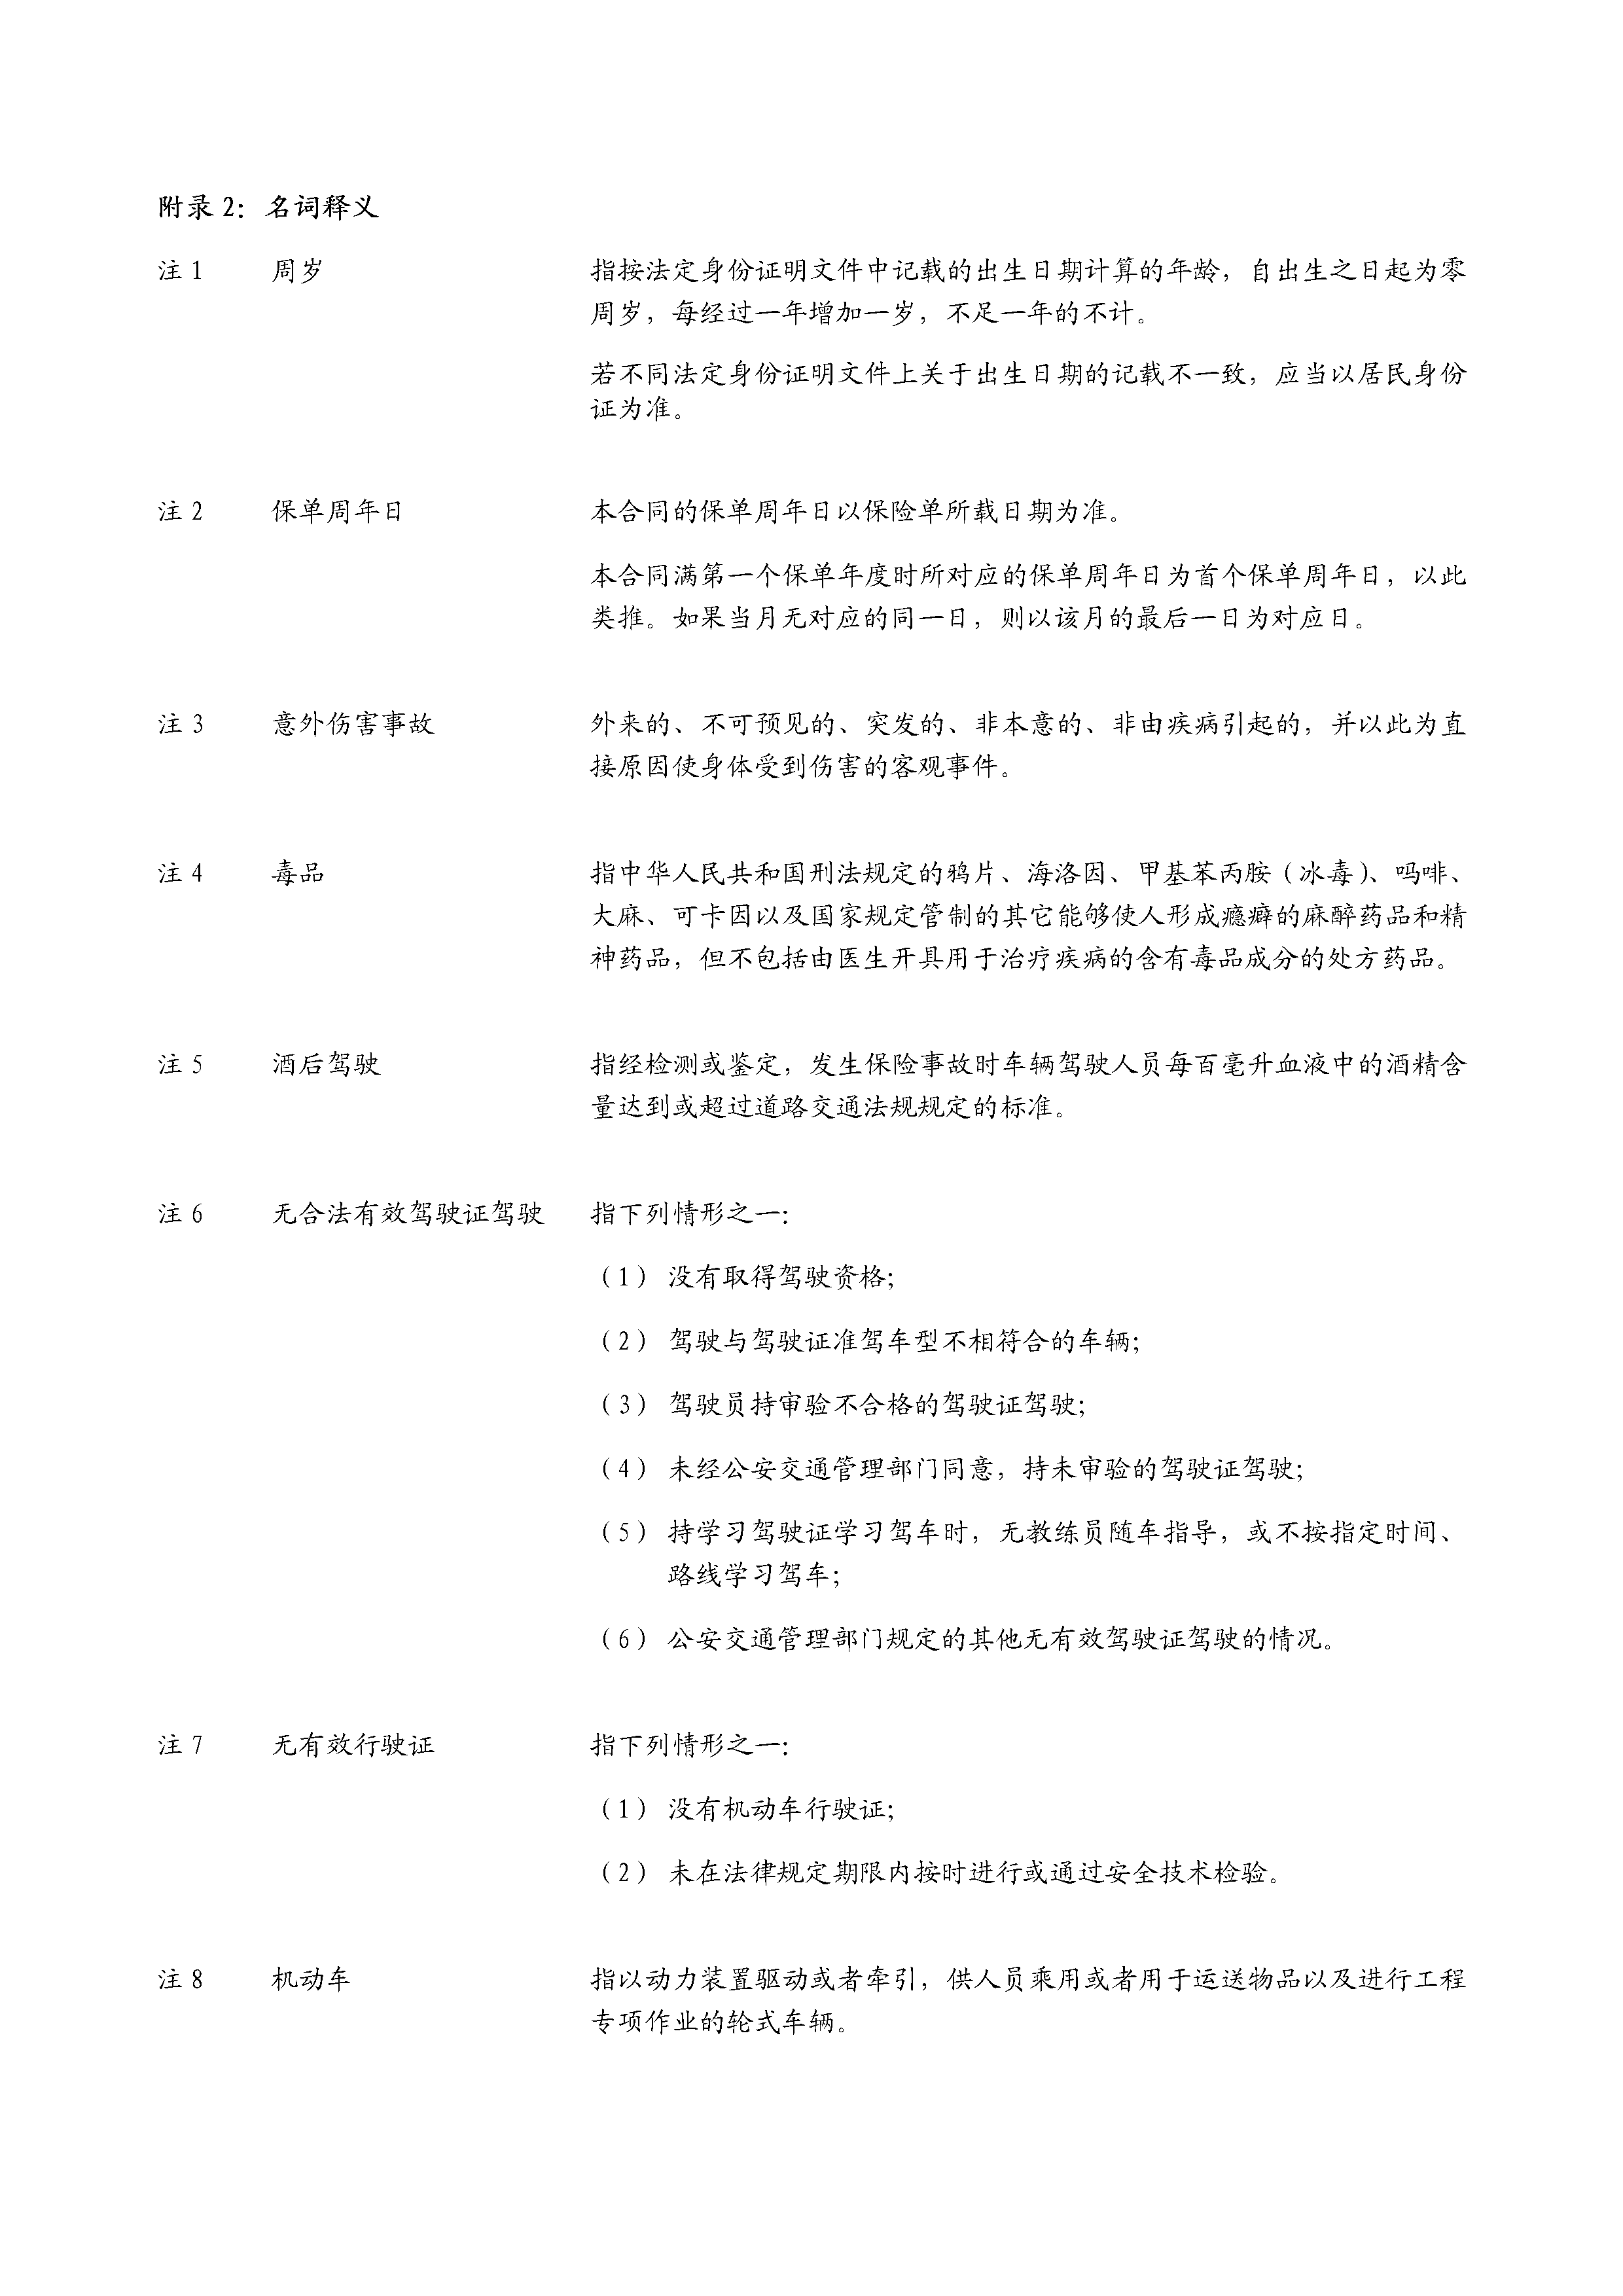 附录 2：名词释义
注 1 周岁 指按法定身份证明文件中记载的出生日期计算的年龄，自出生之日起为零
周岁，每经过一年增加一岁，不足一年的不计。
若不同法定身份证明文件上关于出生日期的记载不一致，应当以居民身份
证为准。
注 2 保单周年日 本合同的保单周年日以保险单所载日期为准。
本合同满第一个保单年度时所对应的保单周年日为首个保单周年日，以此
类推。如果当月无对应的同一日，则以该月的最后一日为对应日。
注 3 意外伤害事故 外来的、不可预见的、突发的、非本意的、非由疾病引起的，并以此为直
接原因使身体受到伤害的客观事件。
注 4 毒品 指中华人民共和国刑法规定的鸦片、海洛因、甲基苯丙胺（冰毒）、吗啡、
大麻、可卡因以及国家规定管制的其它能够使人形成瘾癖的麻醉药品和精
神药品，但不包括由医生开具用于治疗疾病的含有毒品成分的处方药品。
注 5 酒后驾驶 指经检测或鉴定，发生保险事故时车辆驾驶人员每百毫升血液中的酒精含
量达到或超过道路交通法规规定的标准。
注 6 无合法有效驾驶证驾驶 指下列情形之一：
（1） 没有取得驾驶资格；
（2） 驾驶与驾驶证准驾车型不相符合的车辆；
（3） 驾驶员持审验不合格的驾驶证驾驶；
（4） 未经公安交通管理部门同意，持未审验的驾驶证驾驶；
（5） 持学习驾驶证学习驾车时，无教练员随车指导，或不按指定时间、
路线学习驾车；
（6） 公安交通管理部门规定的其他无有效驾驶证驾驶的情况。
注 7 无有效行驶证 指下列情形之一：
（1） 没有机动车行驶证；
（2） 未在法律规定期限内按时进行或通过安全技术检验。
注 8 机动车 指以动力装置驱动或者牵引，供人员乘用或者用于运送物品以及进行工程
专项作业的轮式车辆。